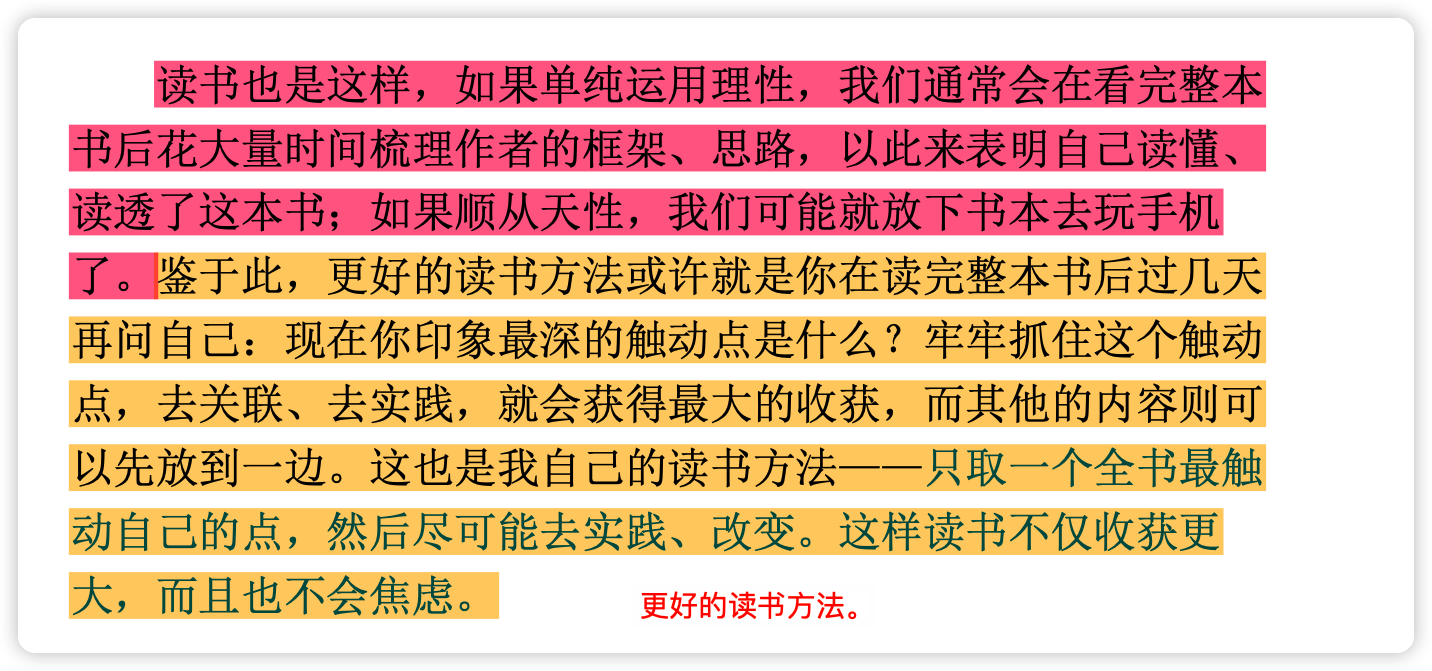 读书也是这样，如果单纯运用理性，我们通常会在看完整本
书后花大量时间梳理作者的框架、思路，以此来表明自己读懂、
读透了这本书；如果顺从天性，我们可能就放下书本去玩手机
了。鉴于此，更好的读书方法或许就是你在读完整本书后过几天
再问自己：现在你印象最深的触动点是什么？牢牢抓住这个触动
点，去关联、去实践，就会获得最大的收获，而其他的内容则可
以先放到一边。这也是我自己的读书方法——只取一个全书最触
动自己的点，然后尽可能去实践、改变。这样读书不仅收获更
大，而且也不会焦虑。
更好的读书方法。